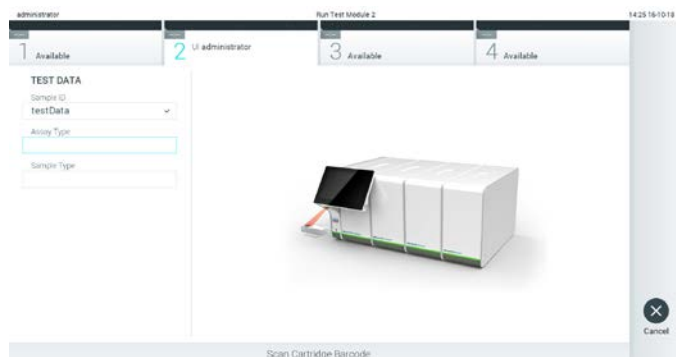 administrator
Run Test Module 2
14:25 16-10-18
1 Available
2 UI administrator
3 Available
4 Available
TEST DATA
Sample ID
testData
Assay Type
Sample Type
Cancel
Scan Cartridge Barcode